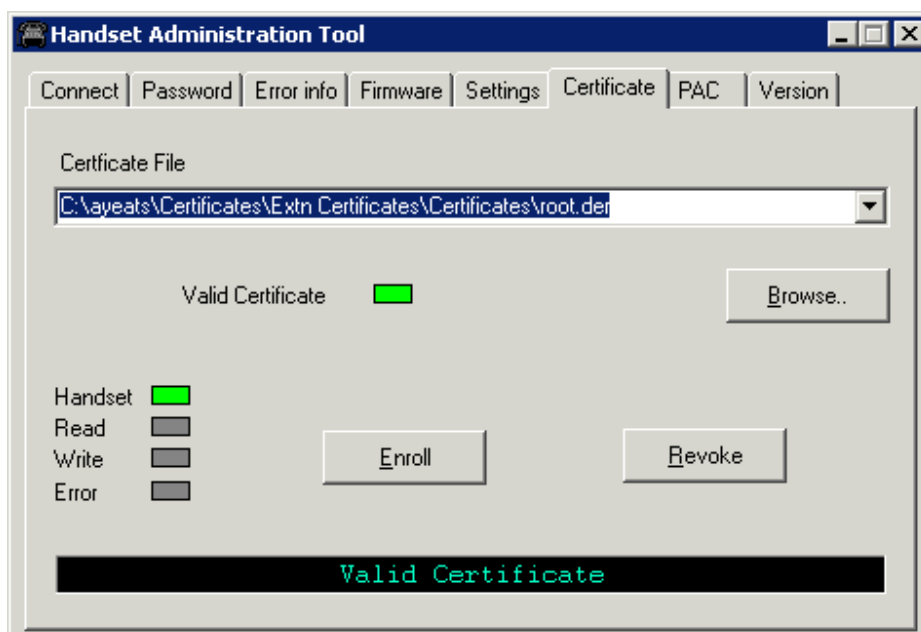 Handset Administration Tool
Connect Password Error info Firmware Settings Certificate PAC Version
Certficate File
C:\ayeats\Certificates\Extn Certificates\Certificates\root.der
Valid Certificate
Browse..
Handset
Read
Write
Error
Enroll
Revoke
Valid Certificate